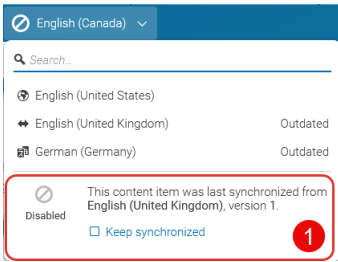 English (Canada)
Search...
English (United States)
English (United Kingdom) Outdated
German (Germany) Outdated
This content item was last synchronized from
English (United Kingdom), version 1.
Disabled
Keep synchronized
1